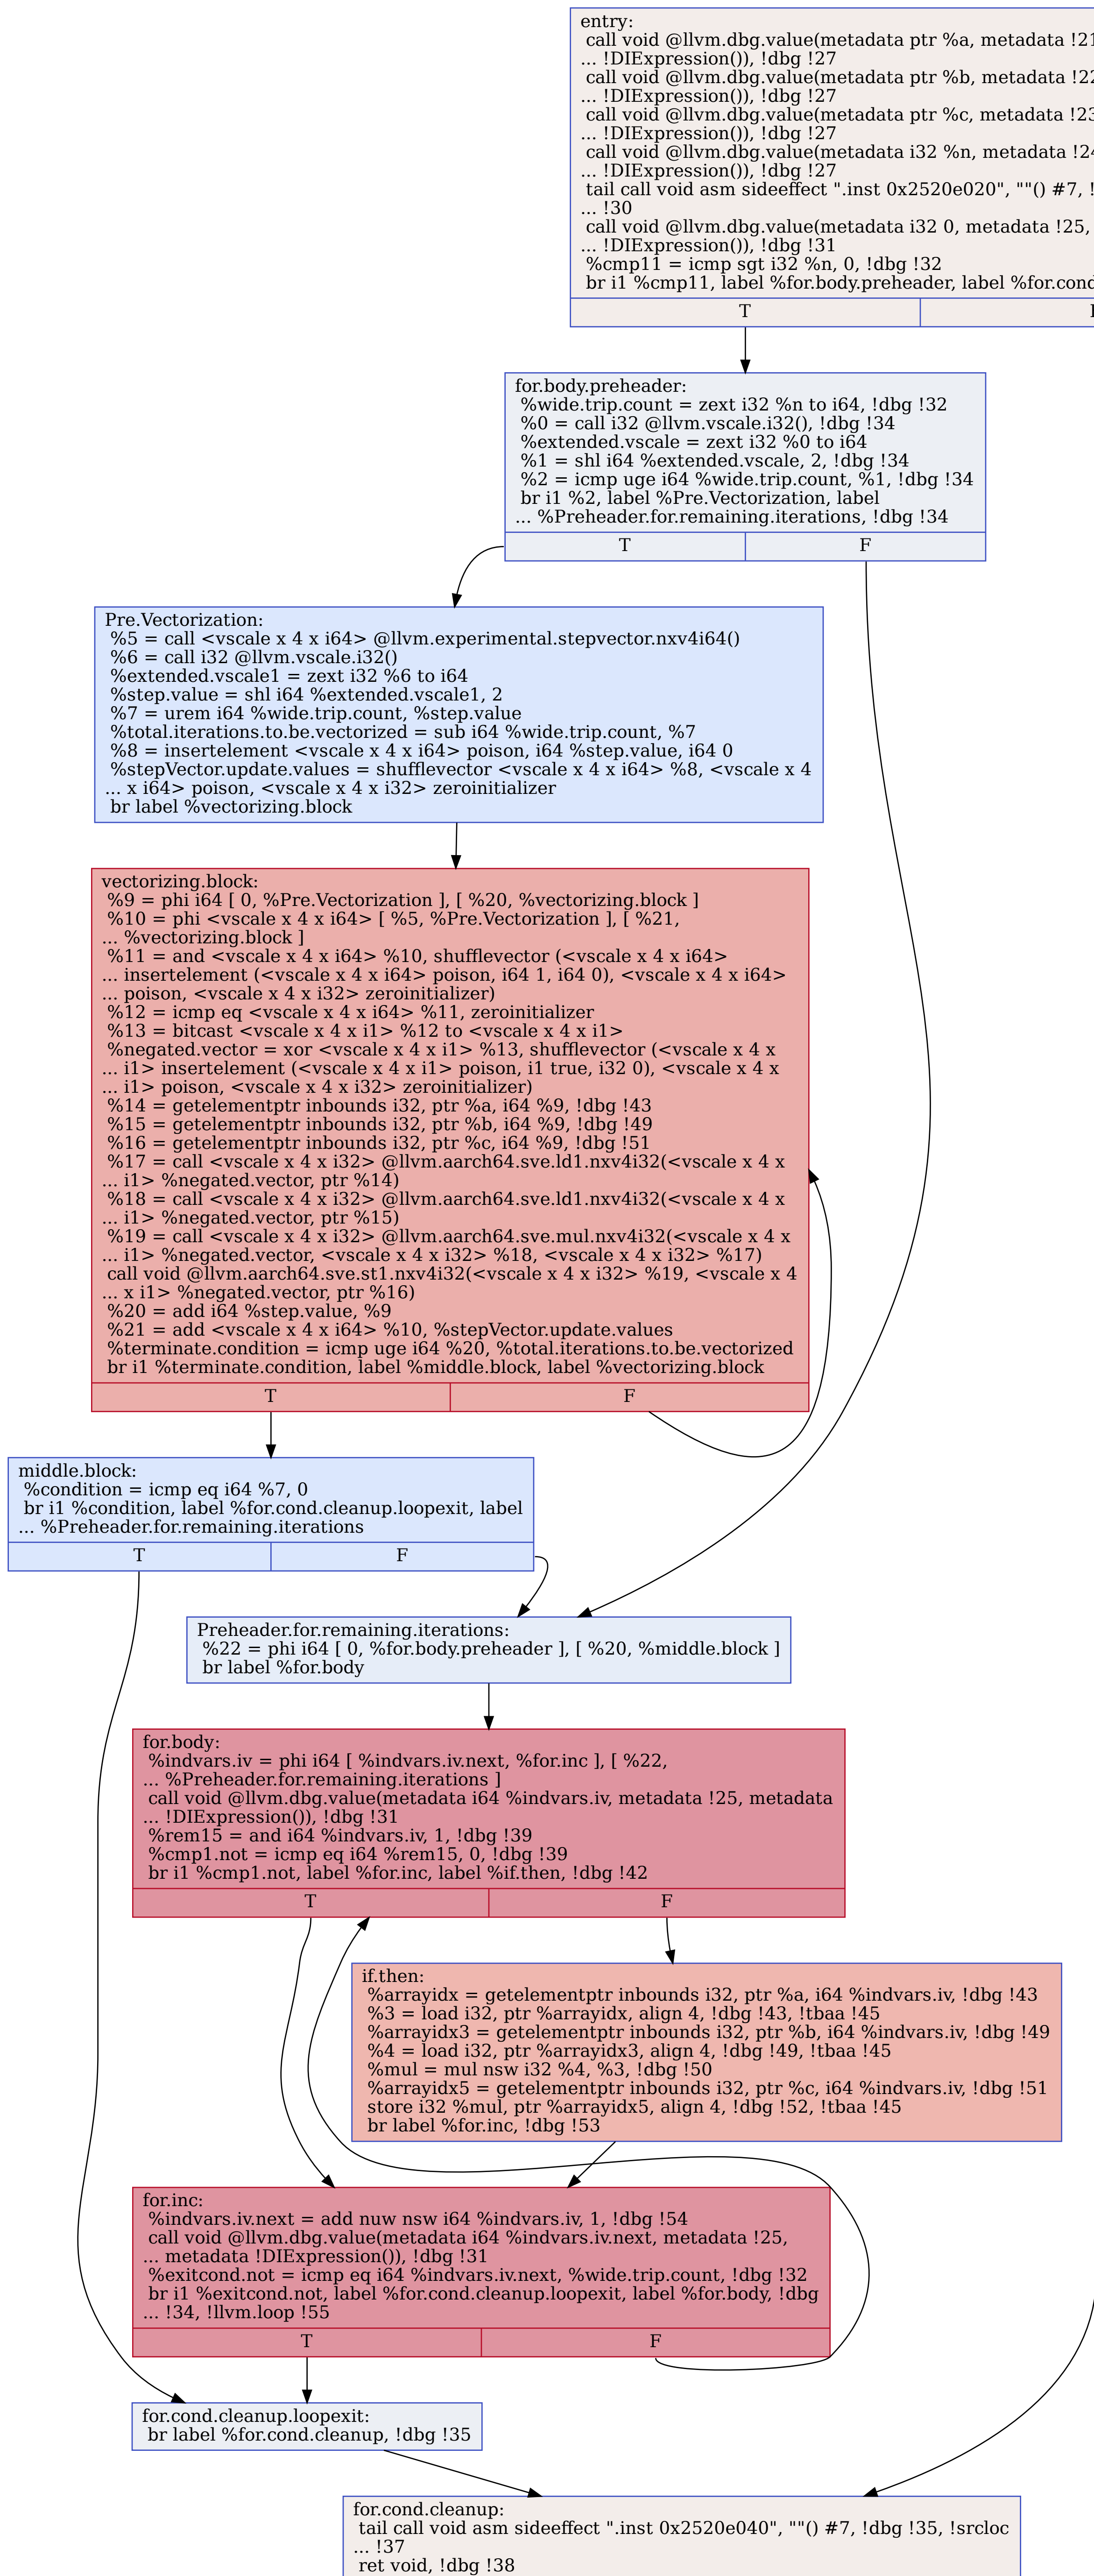 entry:
call void @llvm.dbg.value(metadata ptr %a, metadata !21
... !DIExpression()), !dbg !27
call void @llvm.dbg.value(metadata ptr %b, metadata !22
... !DIExpression()), !dbg !27
call void @llvm.dbg.value(metadata ptr %c, metadata !23
... !DIExpression()), !dbg !27
call void @llvm.dbg.value(metadata i32 %n, metadata !24
... !DIExpression()), !dbg !27
tail call void asm sideeffect ".inst 0x2520e020", ""() #7, !
... !30
call void @llvm.dbg.value(metadata i32 0, metadata !25,
... !DIExpression()), !dbg !31
%cmp11 = icmp sgt i32 %n, 0, !dbg !32
br i1 %cmp11, label %for.body.preheader, label %for.cond
T
for.body.preheader:
%wide.trip.count = zext i32 %n to i64, !dbg !32
%0 = call i32 @llvm.vscale.i32(), !dbg !34
%extended.vscale = zext i32 %0 to i64
%1 = shl i64 %extended.vscale, 2, !dbg !34
%2 = icmp uge i64 %wide.trip.count, %1, !dbg !34
br i1 %2, label %Pre.Vectorization, label
... %Preheader.for.remaining.iterations, !dbg !34
T F
Pre.Vectorization:
%5 = call <vscale x 4 x i64> @llvm.experimental.stepvector.nxv4i64()
%6 = call i32 @llvm.vscale.i32()
%extended.vscale1 = zext i32 %6 to i64
%step.value = shl i64 %extended.vscale1, 2
%7 = urem i64 %wide.trip.count, %step.value
%total.iterations.to.be.vectorized = sub i64 %wide.trip.count, %7
%8 = insertelement <vscale x 4 x i64> poison, i64 %step.value, i64 0
%stepVector.update.values = shufflevector <vscale x 4 x i64> %8, <vscale x 4
... x i64> poison, <vscale x 4 x i32> zeroinitializer
br label %vectorizing.block
vectorizing.block:
%9 = phi i64 [ 0, %Pre.Vectorization ], [ %20, %vectorizing.block ]
%10 = phi <vscale x 4 x i64> [ %5, %Pre.Vectorization ], [ %21,
... %vectorizing.block ]
%11 = and <vscale x 4 x i64> %10, shufflevector (<vscale x 4 x i64>
... insertelement (<vscale x 4 x i64> poison, i64 1, i64 0), <vscale x 4 x i64>
... poison, <vscale x 4 x i32> zeroinitializer)
%12 = icmp eq <vscale x 4 x i64> %11, zeroinitializer
%13 = bitcast <vscale x 4 x i1> %12 to <vscale x 4 x i1>
%negated.vector = xor <vscale x 4 x i1> %13, shufflevector (<vscale x 4 x
... i1> insertelement (<vscale x 4 x i1> poison, i1 true, i32 0), <vscale x 4 x
... i1> poison, <vscale x 4 x i32> zeroinitializer)
%14 = getelementptr inbounds i32, ptr %a, i64 %9, !dbg !43
%15 = getelementptr inbounds i32, ptr %b, i64 %9, !dbg !49
%16 = getelementptr inbounds i32, ptr %c, i64 %9, !dbg !51
%17 = call <vscale x 4 x i32> @llvm.aarch64.sve.ld1.nxv4i32(<vscale x 4 x
... i1> %negated.vector, ptr %14)
%18 = call <vscale x 4 x i32> @llvm.aarch64.sve.ld1.nxv4i32(<vscale x 4 x
... i1> %negated.vector, ptr %15)
%19 = call <vscale x 4 x i32> @llvm.aarch64.sve.mul.nxv4i32(<vscale x 4 x
... i1> %negated.vector, <vscale x 4 x i32> %18, <vscale x 4 x i32> %17)
call void @llvm.aarch64.sve.st1.nxv4i32(<vscale x 4 x i32> %19, <vscale x 4
... x i1> %negated.vector, ptr %16)
%20 = add i64 %step.value, %9
%21 = add <vscale x 4 x i64> %10, %stepVector.update.values
%terminate.condition = icmp uge i64 %20, %total.iterations.to.be.vectorized
br i1 %terminate.condition, label %middle.block, label %vectorizing.block
T F
middle.block:
%condition = icmp eq i64 %7, 0
br i1 %condition, label %for.cond.cleanup.loopexit, label
... %Preheader.for.remaining.iterations
T F
Preheader.for.remaining.iterations:
%22 = phi i64 [ 0, %for.body.preheader ], [ %20, %middle.block ]
br label %for.body
for.body:
%indvars.iv = phi i64 [ %indvars.iv.next, %for.inc ], [ %22,
... %Preheader.for.remaining.iterations ]
call void @llvm.dbg.value(metadata i64 %indvars.iv, metadata !25, metadata
... !DIExpression()), !dbg !31
%rem15 = and i64 %indvars.iv, 1, !dbg !39
%cmp1.not = icmp eq i64 %rem15, 0, !dbg !39
br i1 %cmp1.not, label %for.inc, label %if.then, !dbg !42
T F
if.then:
%arrayidx = getelementptr inbounds i32, ptr %a, i64 %indvars.iv, !dbg !43
%3 = load i32, ptr %arrayidx, align 4, !dbg !43, !tbaa !45
%arrayidx3 = getelementptr inbounds i32, ptr %b, i64 %indvars.iv, !dbg !49
%4 = load i32, ptr %arrayidx3, align 4, !dbg !49, !tbaa !45
%mul = mul nsw i32 %4, %3, !dbg !50
%arrayidx5 = getelementptr inbounds i32, ptr %c, i64 %indvars.iv, !dbg !51
store i32 %mul, ptr %arrayidx5, align 4, !dbg !52, !tbaa !45
br label %for.inc, !dbg !53
for.inc:
%indvars.iv.next = add nuw nsw i64 %indvars.iv, 1, !dbg !54
call void @llvm.dbg.value(metadata i64 %indvars.iv.next, metadata !25,
... metadata !DIExpression()), !dbg !31
%exitcond.not = icmp eq i64 %indvars.iv.next, %wide.trip.count, !dbg !32
br i1 %exitcond.not, label %for.cond.cleanup.loopexit, label %for.body, !dbg
... !34, !llvm.loop !55
T F
for.cond.cleanup.loopexit:
br label %for.cond.cleanup, !dbg !35
for.cond.cleanup:
tail call void asm sideeffect ".inst 0x2520e040", ""() #7, !dbg !35, !srcloc
... !37
ret void, !dbg !38